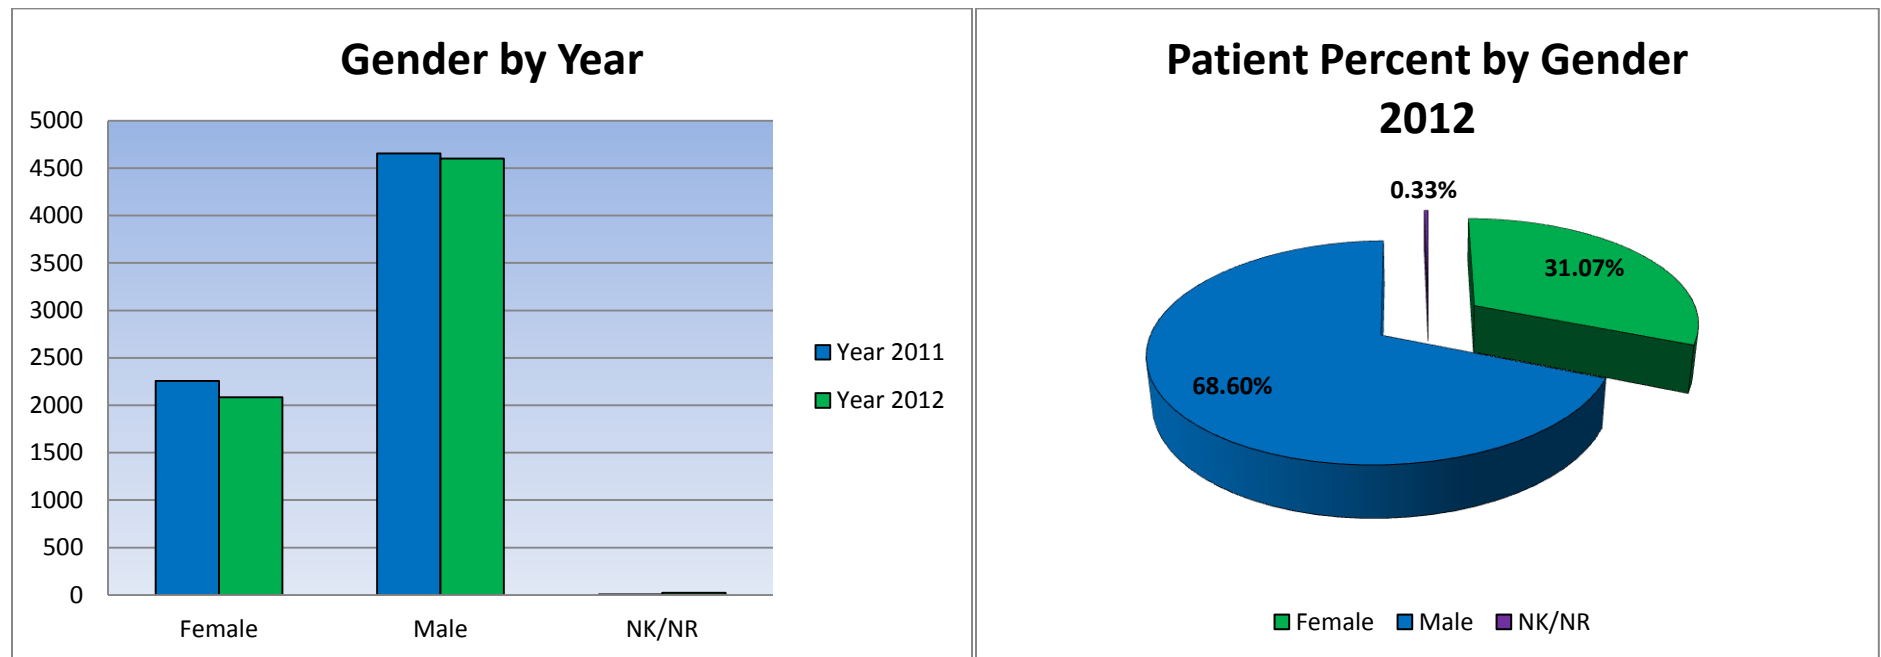 Gender by Year
5000
4500
4000
3500
3000
2500
2000
1500
1000
500
0
Female Male NK/NR
Year 2011
Year 2012
Patient Percent by Gender
2012
0.33%
31.07%
68.60%
Female Male NK/NR